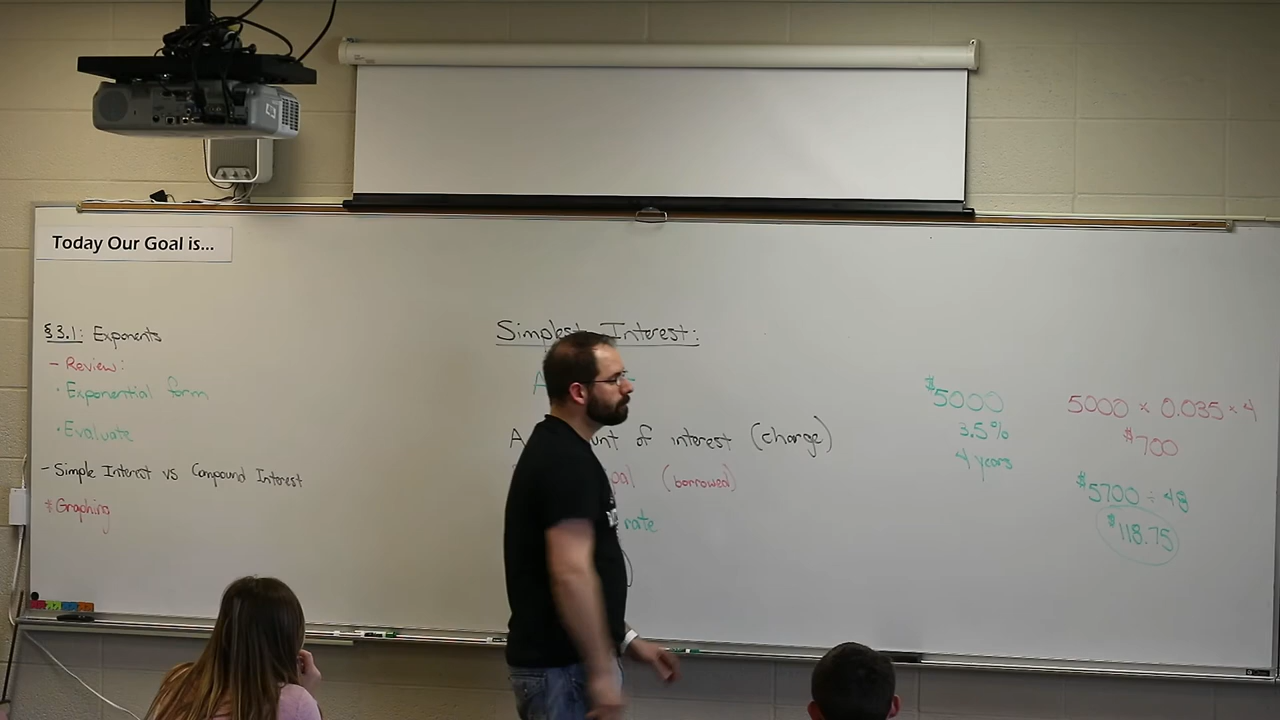 Today Our Goal is...
§3.1: Exponents
- Review:
• Exponential form
• Evaluate
- Simple Interest vs Compound Interest
* Graphing
Simplest Interest:
A
A unt of interest (charge)
pal (borrowed)
rate
$5000
3.5%
4 years
5000 × 0.035 × 4
$700
$5700 ÷ 48
$118.75